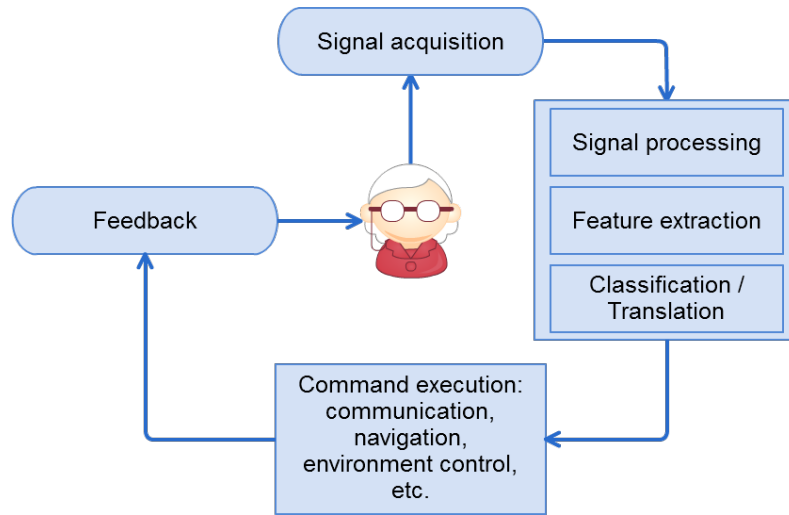 Signal acquisition
Signal processing
Feature extraction
Classification /
Translation
Command execution:
communication,
navigation,
environment control,
etc.
Feedback